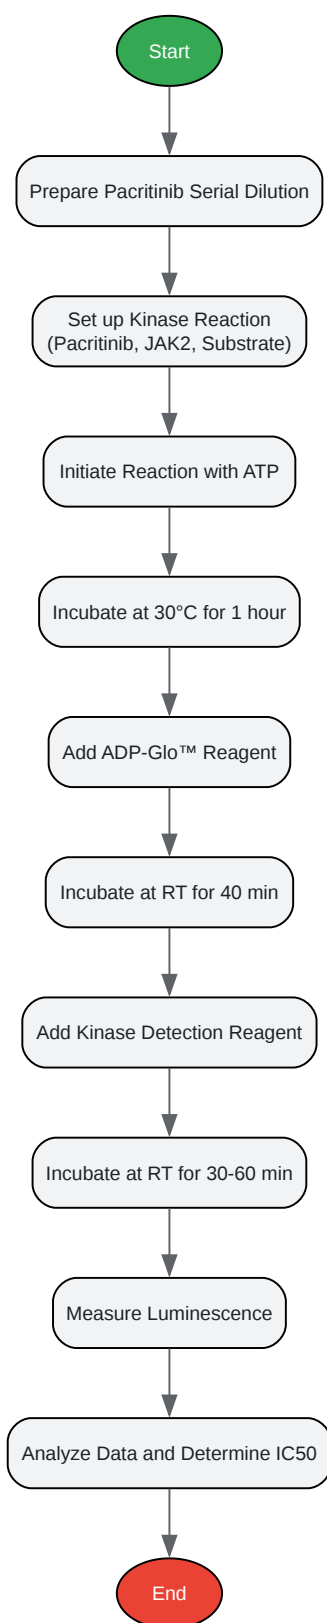 Start
Prepare Pacritinib Serial Dilution
Set up Kinase Reaction
(Pacritinib, JAK2, Substrate)
Initiate Reaction with ATP
Incubate at 30°C for 1 hour
Add ADP-Glo™ Reagent
Incubate at RT for 40 min
Add Kinase Detection Reagent
Incubate at RT for 30-60 min
Measure Luminescence
Analyze Data and Determine IC50
End